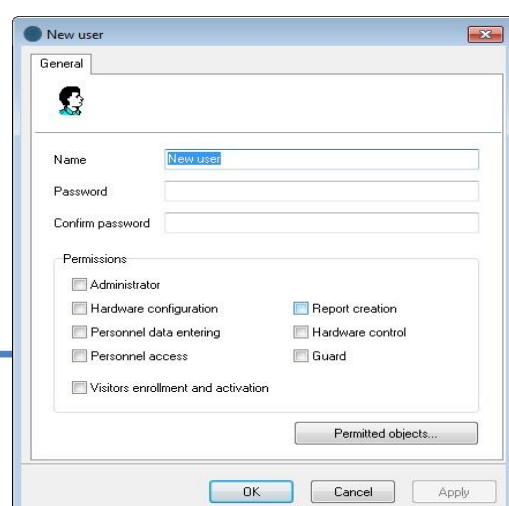 New user
General
Name New user
Password
Confirm password
Permissions
Administrator
Hardware configuration Report creation
Personnel data entering Hardware control
Personnel access Guard
Visitors enrollment and activation
Permitted objects...
OK Cancel Apply